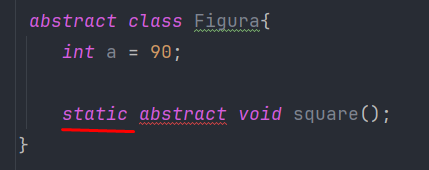 abstract class Figura{
int a = 90;
static abstract void square();
}